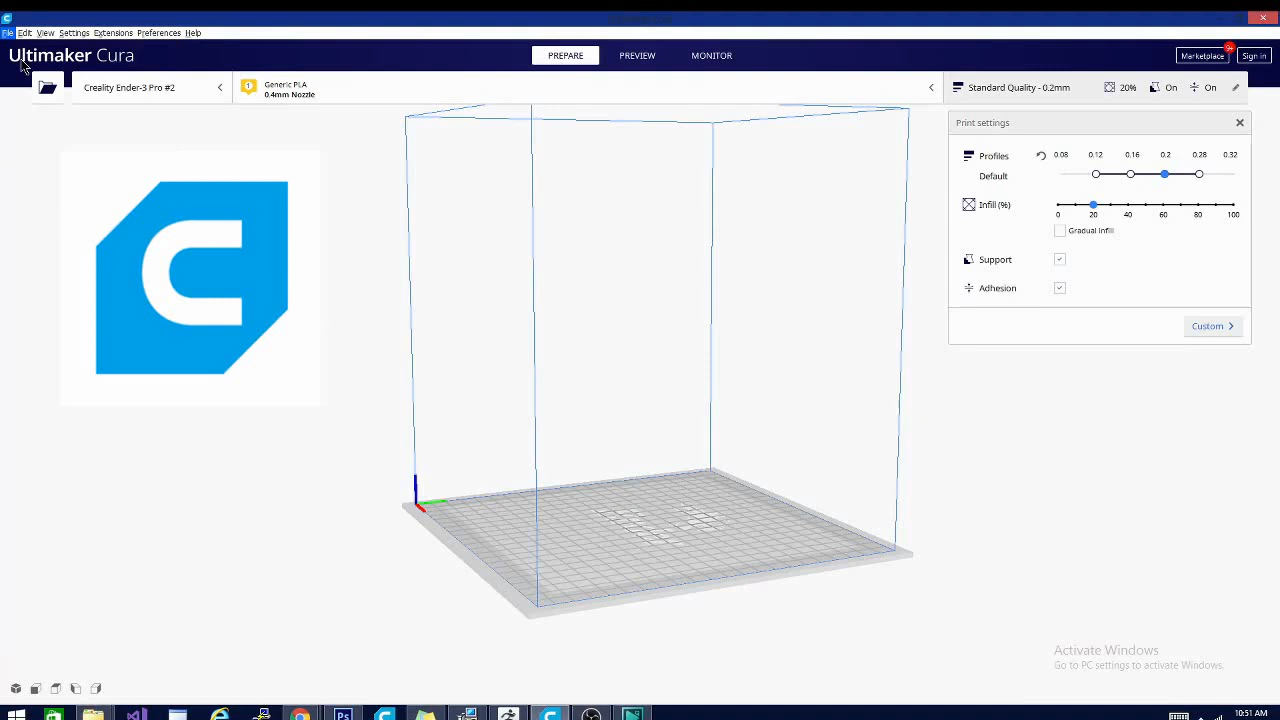 File Edit View Settings Extensions Preferences Help
Ultimaker Cura
PREPARE PREVIEW MONITOR
Marketplace 9+ Sign in
Creality Ender-3 Pro #2
1
Generic PLA
0.4mm Nozzle
Standard Quality - 0.2mm 20% On On
Print settings
Profiles 0.08 0.12 0.16 0.2 0.28 0.32
Default
Infill (%)
0 20 40 60 80 100
Gradual infill
Support
Adhesion
Custom
Activate Windows
Go to PC settings to activate Windows.
10:51 AM